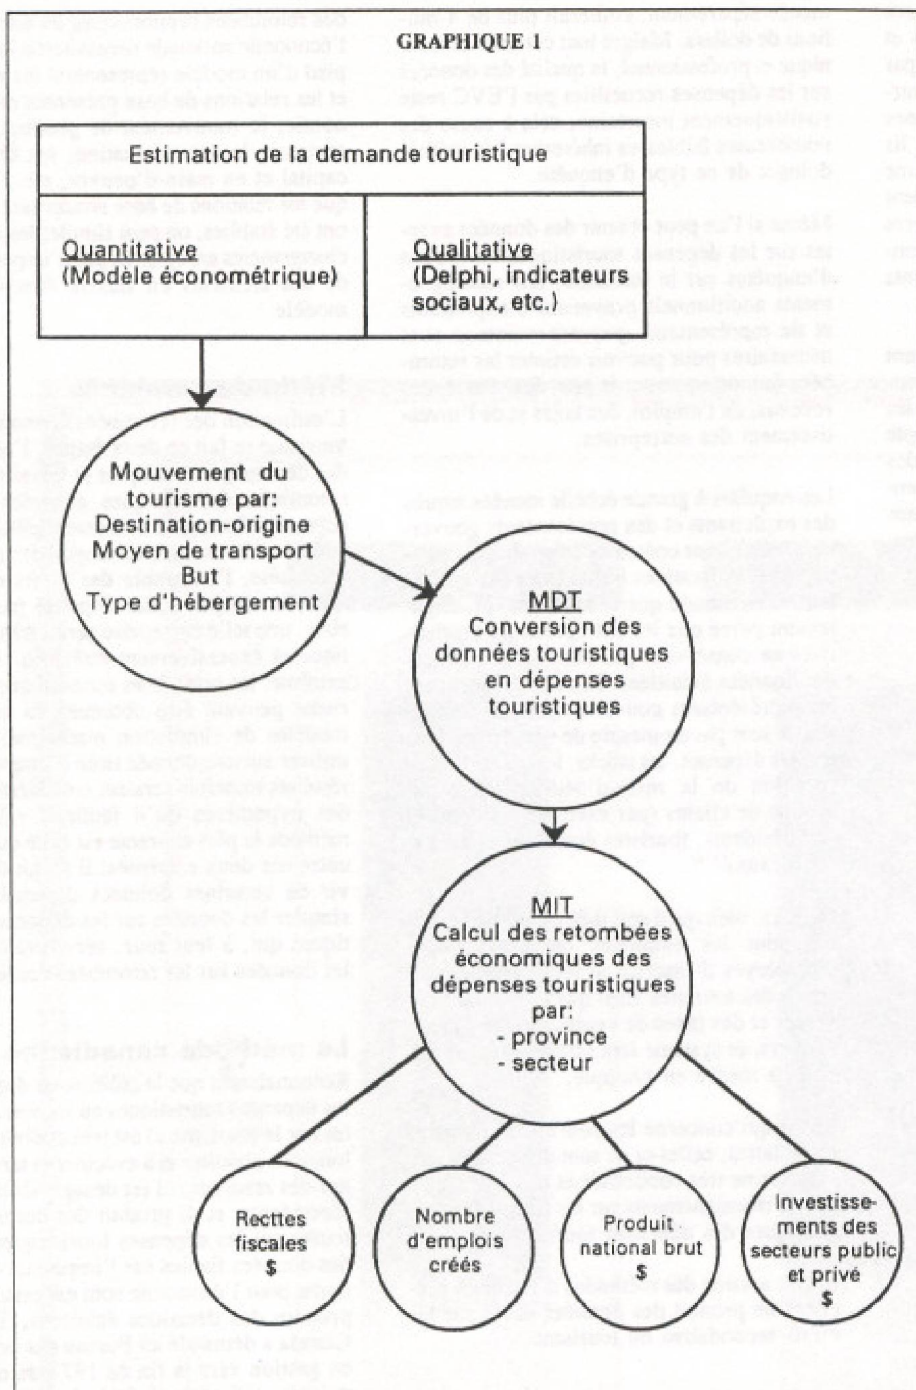 GRAPHIQUE 1
Estimation de la demande touristique
Quantitative
(Modèle économétrique)
Qualitative
(Delphi, indicateurs
sociaux, etc.)
Mouvement du
tourisme par:
Destination-origine
Moyen de transport
But
Type d'hébergement
MDT
Conversion des
données touristiques
en dépenses
touristiques
MIT
Calcul des retombées
économiques des
dépenses touristiques
par:
- province
- secteur
Recttes
fiscales
$
Nombre
d'emplois
créés
Produit
national brut
$
Investisse-
ments des
secteurs public
et privé
$